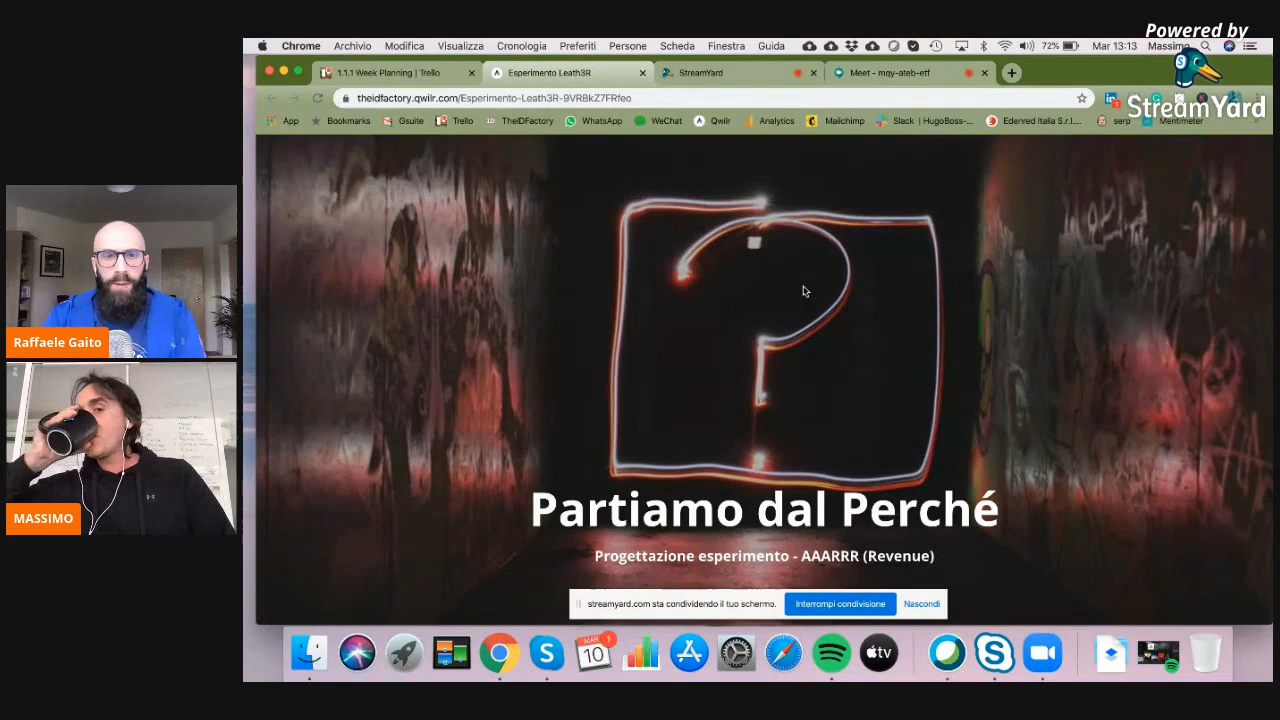 Powered by
StreamYard
Chrome Archivio Modifica Visualizza Cronologia Preferiti Persone Scheda Finestra Guida 72% Mar 13:13 Massimo
1.1.1 Week Planning | Trello
Esperimento Leath3R
StreamYard
Meet - mqy-ateb-etf
theidfactory.qwilr.com/Esperimento-Leath3R-9VRBkZ7FRfeo
App Bookmarks Gsuite Trello TheIDFactory WhatsApp WeChat Qwilr Analytics Mailchimp Slack | HugoBoss-... Edenred Italia S.r.l.... serp Mentimeter
Raffaele Gaito
MASSIMO
Partiamo dal Perché
Progettazione esperimento - AAARRR (Revenue)
streamyard.com sta condividendo il tuo schermo. Interrompi condivisione Nascondi
MAR
10
1
tv